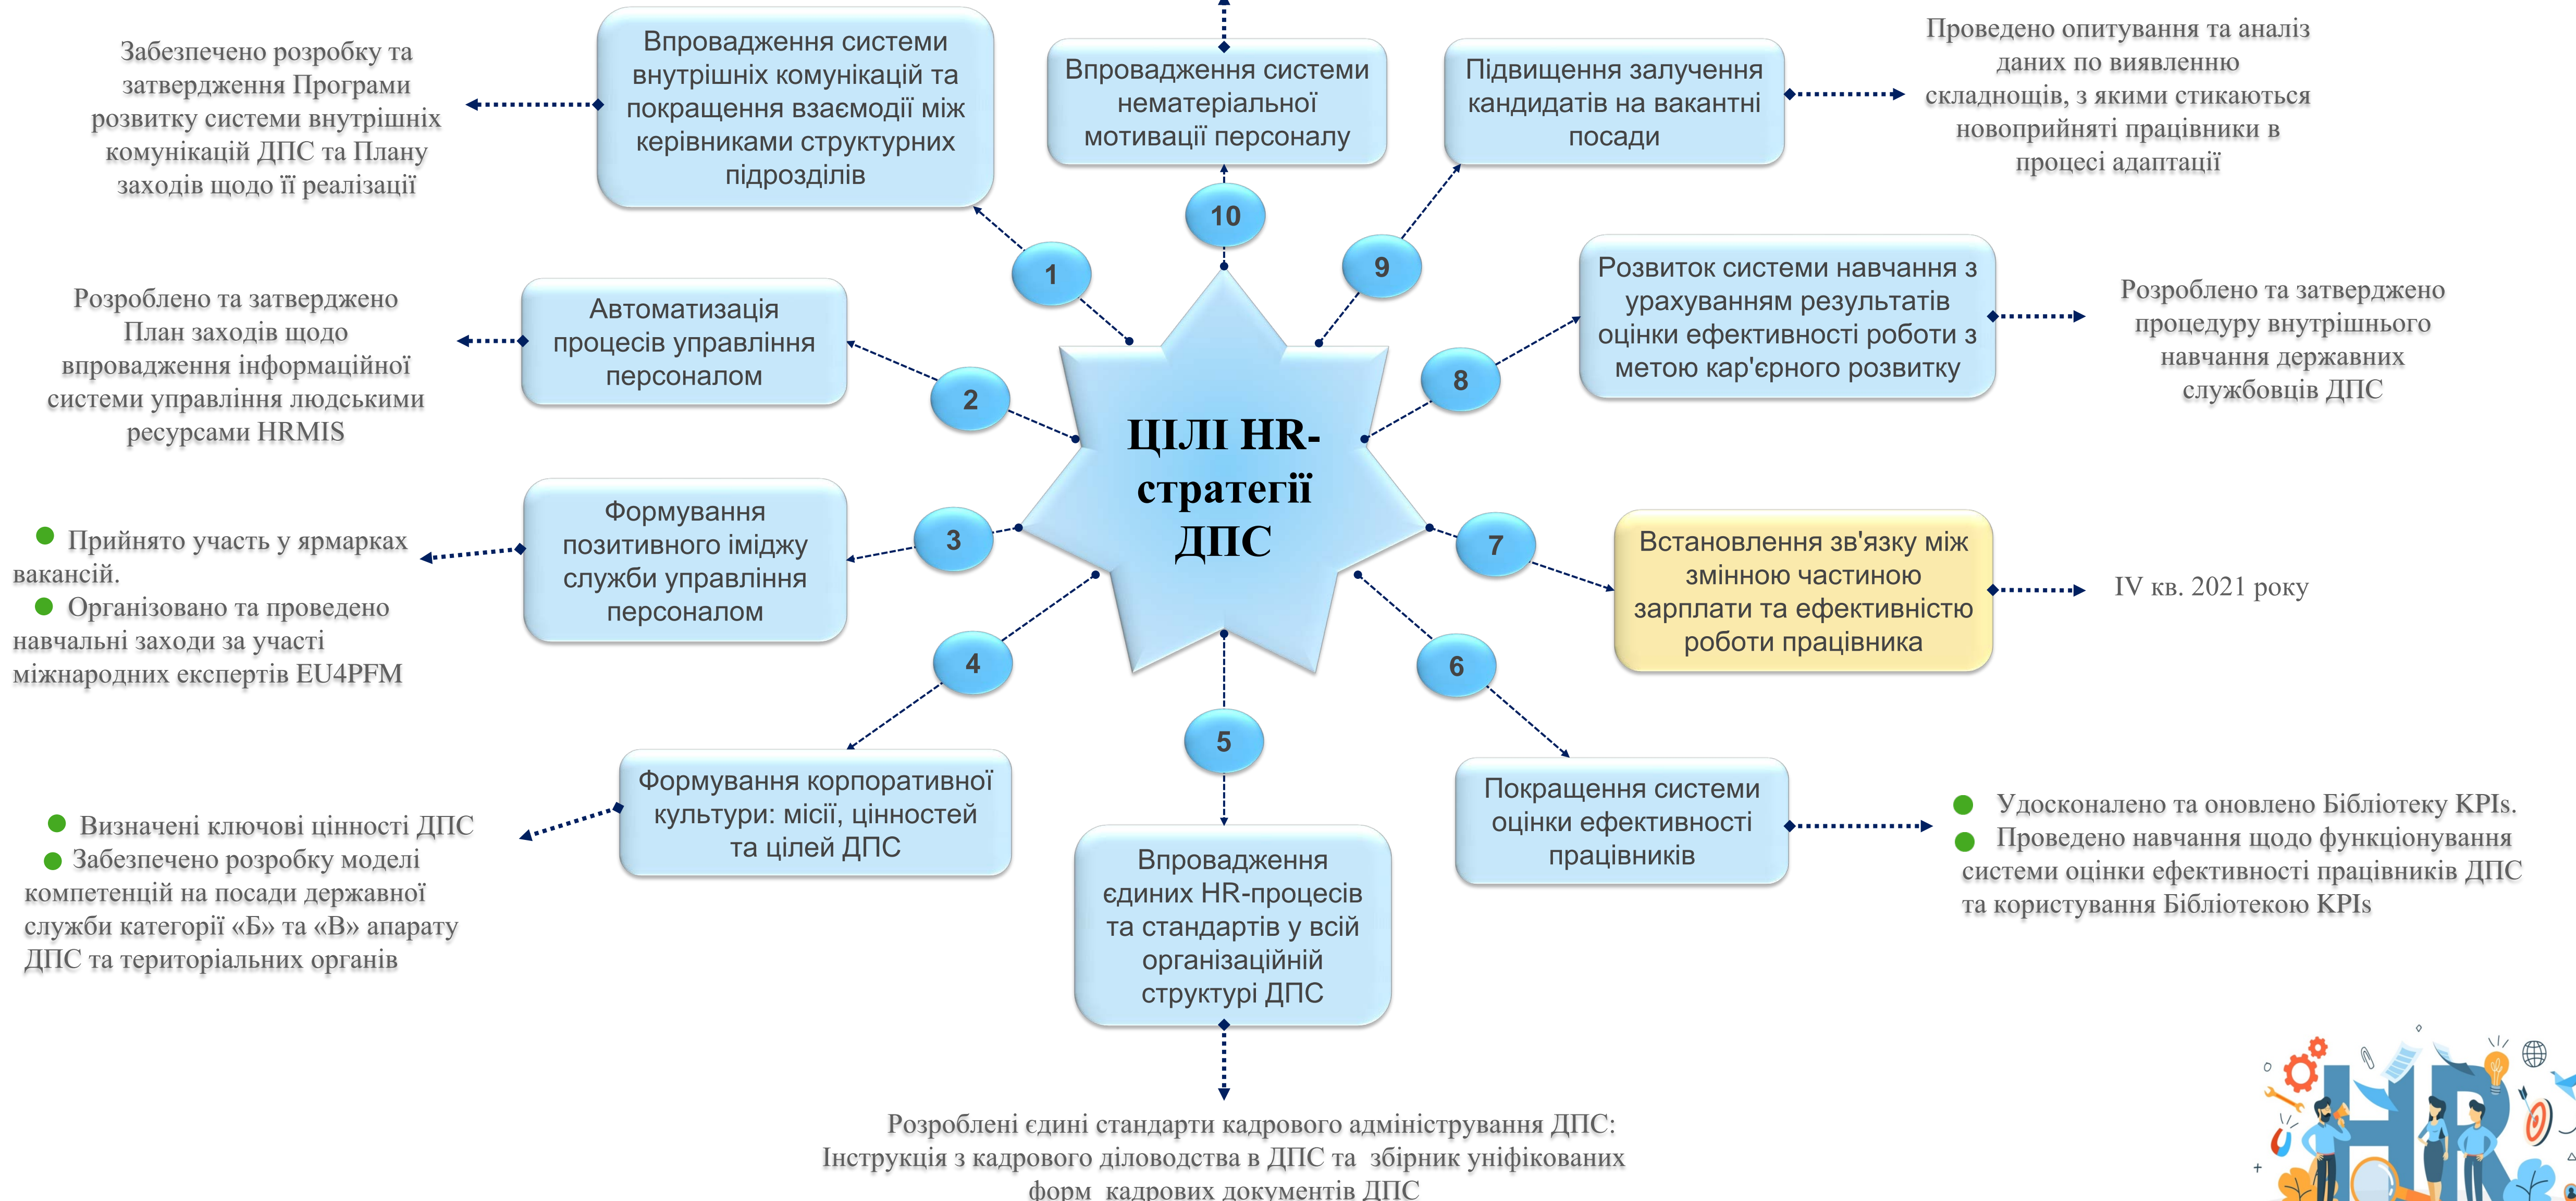 Забезпечено розробку та
затвердження Програми
розвитку системи внутрішніх
комунікацій ДПС та Плану
заходів щодо її реалізації
Впровадження системи
внутрішніх комунікацій та
покращення взаємодії між
керівниками структурних
підрозділів
Впровадження системи
нематеріальної
мотивації персоналу
Підвищення залучення
кандидатів на вакантні
посади
Проведено опитування та аналіз
даних по виявленню
складнощів, з якими стикаються
новоприйняті працівники в
процесі адаптації
10
1
9
Розроблено та затверджено
План заходів щодо
впровадження інформаційної
системи управління людськими
ресурсами HRMIS
Автоматизація
процесів управління
персоналом
2
8
Розвиток системи навчання з
урахуванням результатів
оцінки ефективності роботи з
метою кар'єрного розвитку
Розроблено та затверджено
процедуру внутрішнього
навчання державних
службовців ДПС
ЦІЛІ HR-
стратегії
ДПС
Прийнято участь у ярмарках
вакансій.
Організовано та проведено
навчальні заходи за участі
міжнародних експертів EU4PFM
Формування
позитивного іміджу
служби управління
персоналом
3
7
Встановлення зв'язку між
змінною частиною
зарплати та ефективністю
роботи працівника
IV кв. 2021 року
4
6
5
Визначені ключові цінності ДПС
Забезпечено розробку моделі
компетенцій на посади державної
служби категорії «Б» та «В» апарату
ДПС та територіальних органів
Формування корпоративної
культури: місії, цінностей
та цілей ДПС
Впровадження
єдиних HR-процесів
та стандартів у всій
організаційній
структурі ДПС
Покращення системи
оцінки ефективності
працівників
Удосконалено та оновлено Бібліотеку KPIs.
Проведено навчання щодо функціонування
системи оцінки ефективності працівників ДПС
та користування Бібліотекою KPIs
Розроблені єдині стандарти кадрового адміністрування ДПС:
Інструкція з кадрового діловодства в ДПС та збірник уніфікованих
форм кадрових документів ДПС
HR